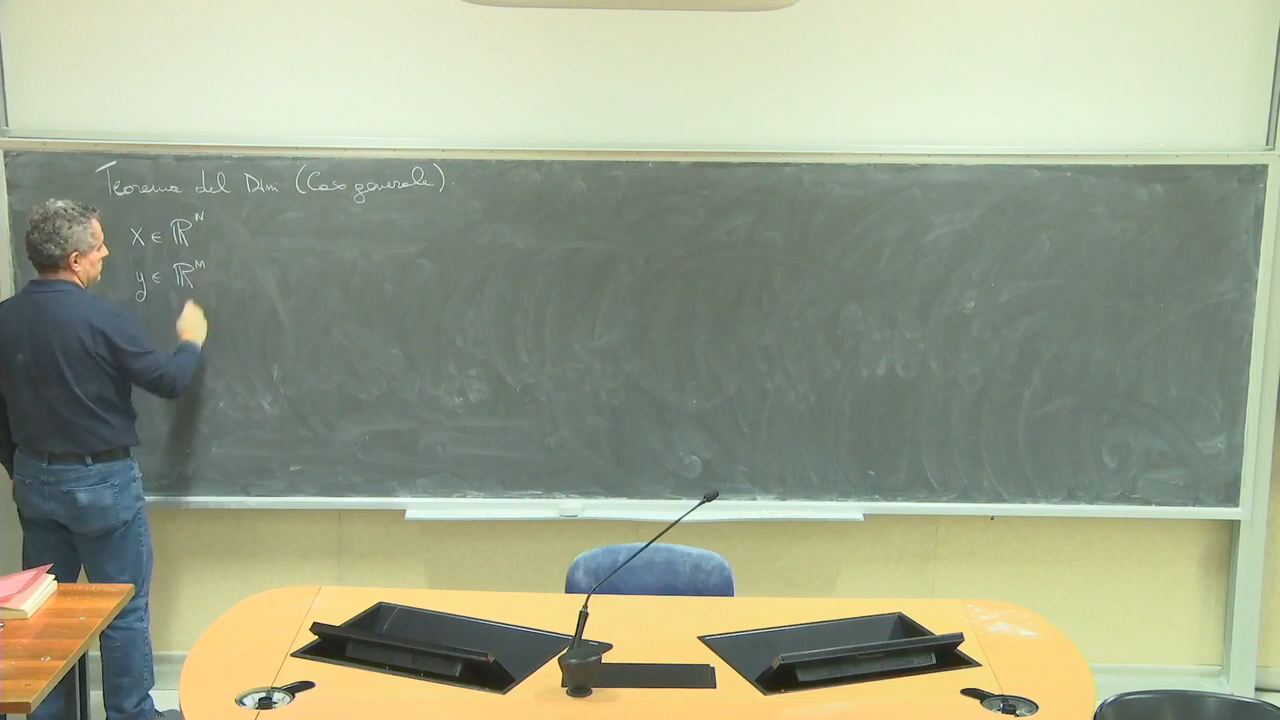 Teorema del Dini (Caso generale).
x ∈ ℝᴺ
y ∈ ℝᴹ